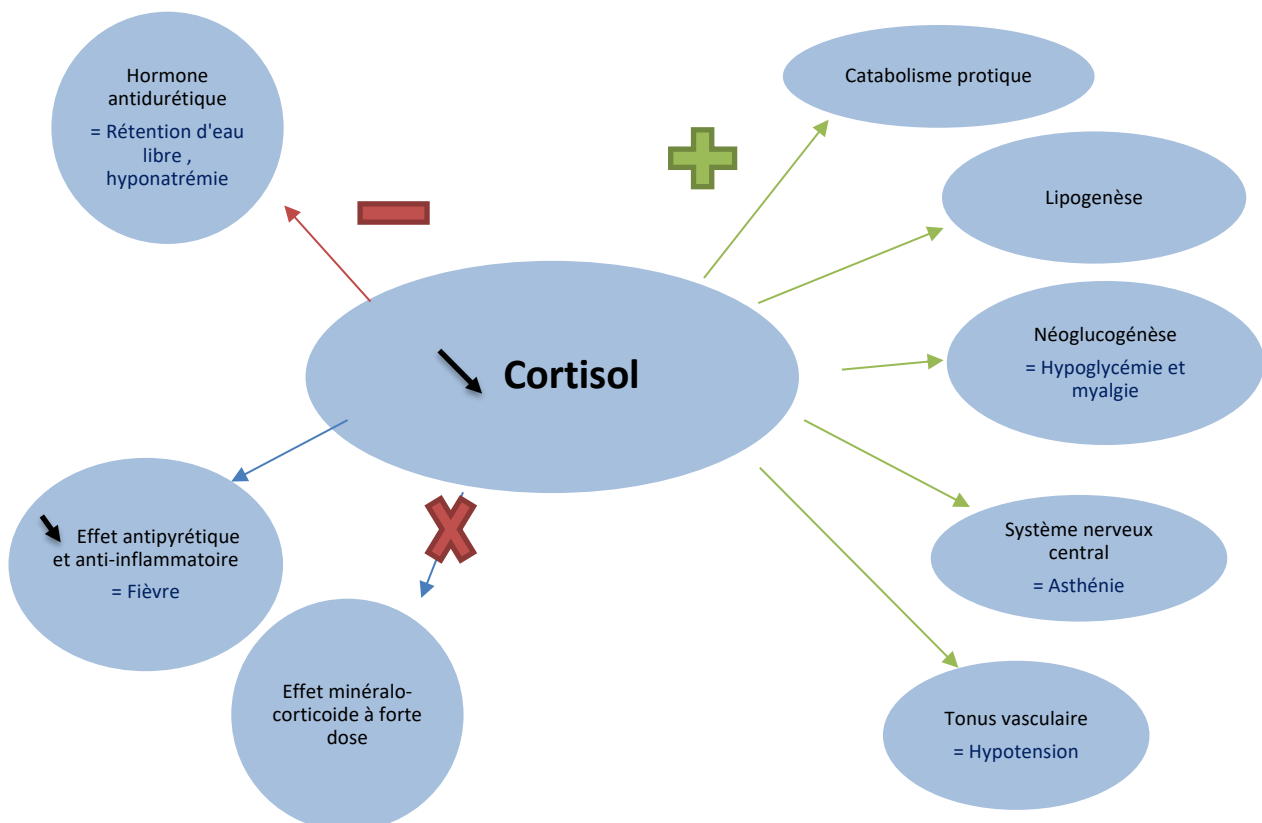 Hormone
antidurétique
= Rétention d'eau
libre ,
hyponatrémie
Catabolisme protique
Lipogenèse
Néoglucogénèse
= Hypoglycémie et
myalgie
Cortisol
Effet antipyrétique
et anti-inflammatoire
= Fièvre
Système nerveux
central
= Asthénie
Effet minéralo-
corticoide à forte
dose
Tonus vasculaire
= Hypotension